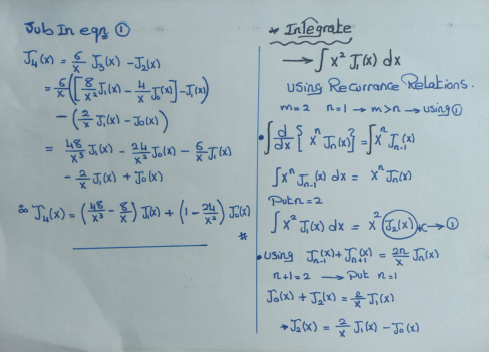 Sub In eqn ①
J₄(x) = 6/x J₃(x) - J₂(x)
= 6/x ([8/x² J₁(x) - 4/x J₀(x)] - J₁(x))
- (2/x J₁(x) - J₀(x))
= 48/x³ J₁(x) - 24/x² J₀(x) - 6/x J₁(x)
- 2/x J₁(x) + J₀(x)
∴ J₄(x) = (48/x³ - 8/x) J₁(x) + (1 - 24/x²) J₀(x)
#
* Integrate
→ ∫ x² J₁(x) dx
using Recurrance Relations.
m=2 n=1 → m>n → using ①
• ∫ d/dx { xⁿ Jₙ(x) } = ∫ xⁿ Jₙ₋₁(x)
∫ xⁿ Jₙ₋₁(x) dx = xⁿ Jₙ(x)
Put n=2
∫ x² J₁(x) dx = x² J₂(x) ← → ①
• using Jₙ₋₁(x) + Jₙ₊₁(x) = 2n/x Jₙ(x)
n+1=2 → Put n=1
J₀(x) + J₂(x) = 2/x J₁(x)
→ J₂(x) = 2/x J₁(x) - J₀(x)